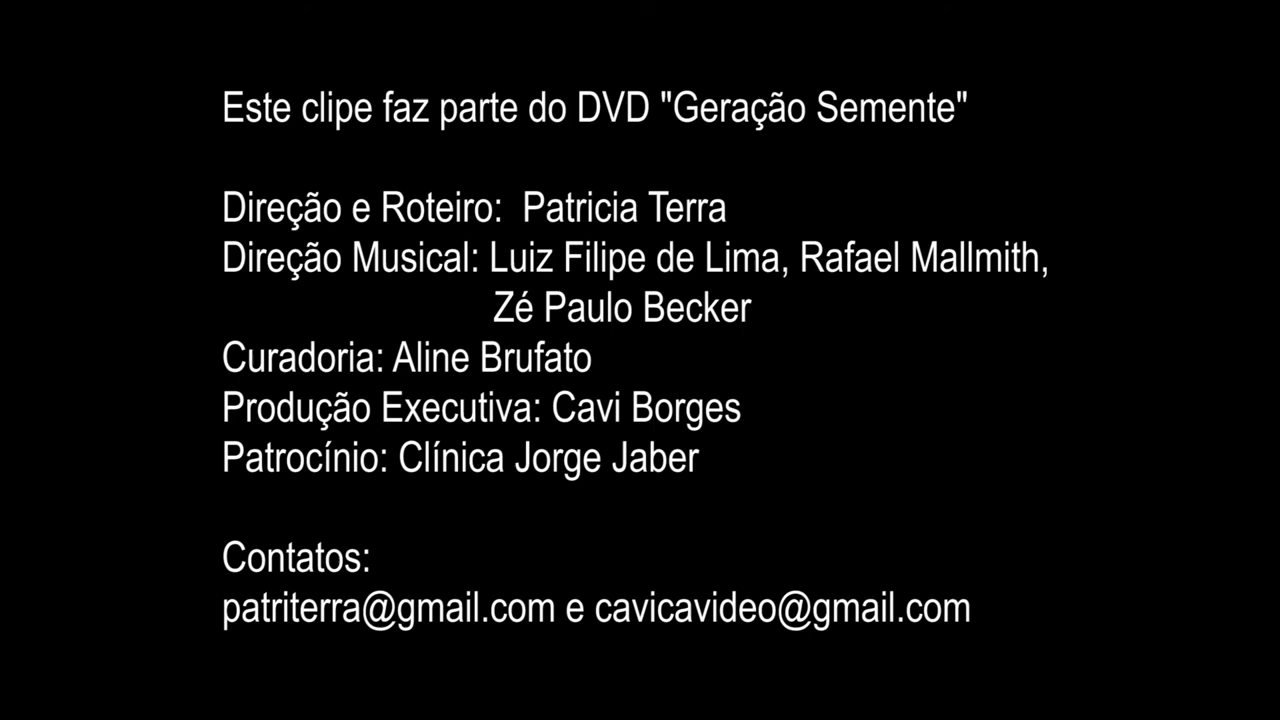 Este clipe faz parte do DVD "Geração Semente"
Direção e Roteiro: Patricia Terra
Direção Musical: Luiz Filipe de Lima, Rafael Mallmith,
Zé Paulo Becker
Curadoria: Aline Brufato
Produção Executiva: Cavi Borges
Patrocínio: Clínica Jorge Jaber
Contatos:
patriterra@gmail.com e cavicavideo@gmail.com